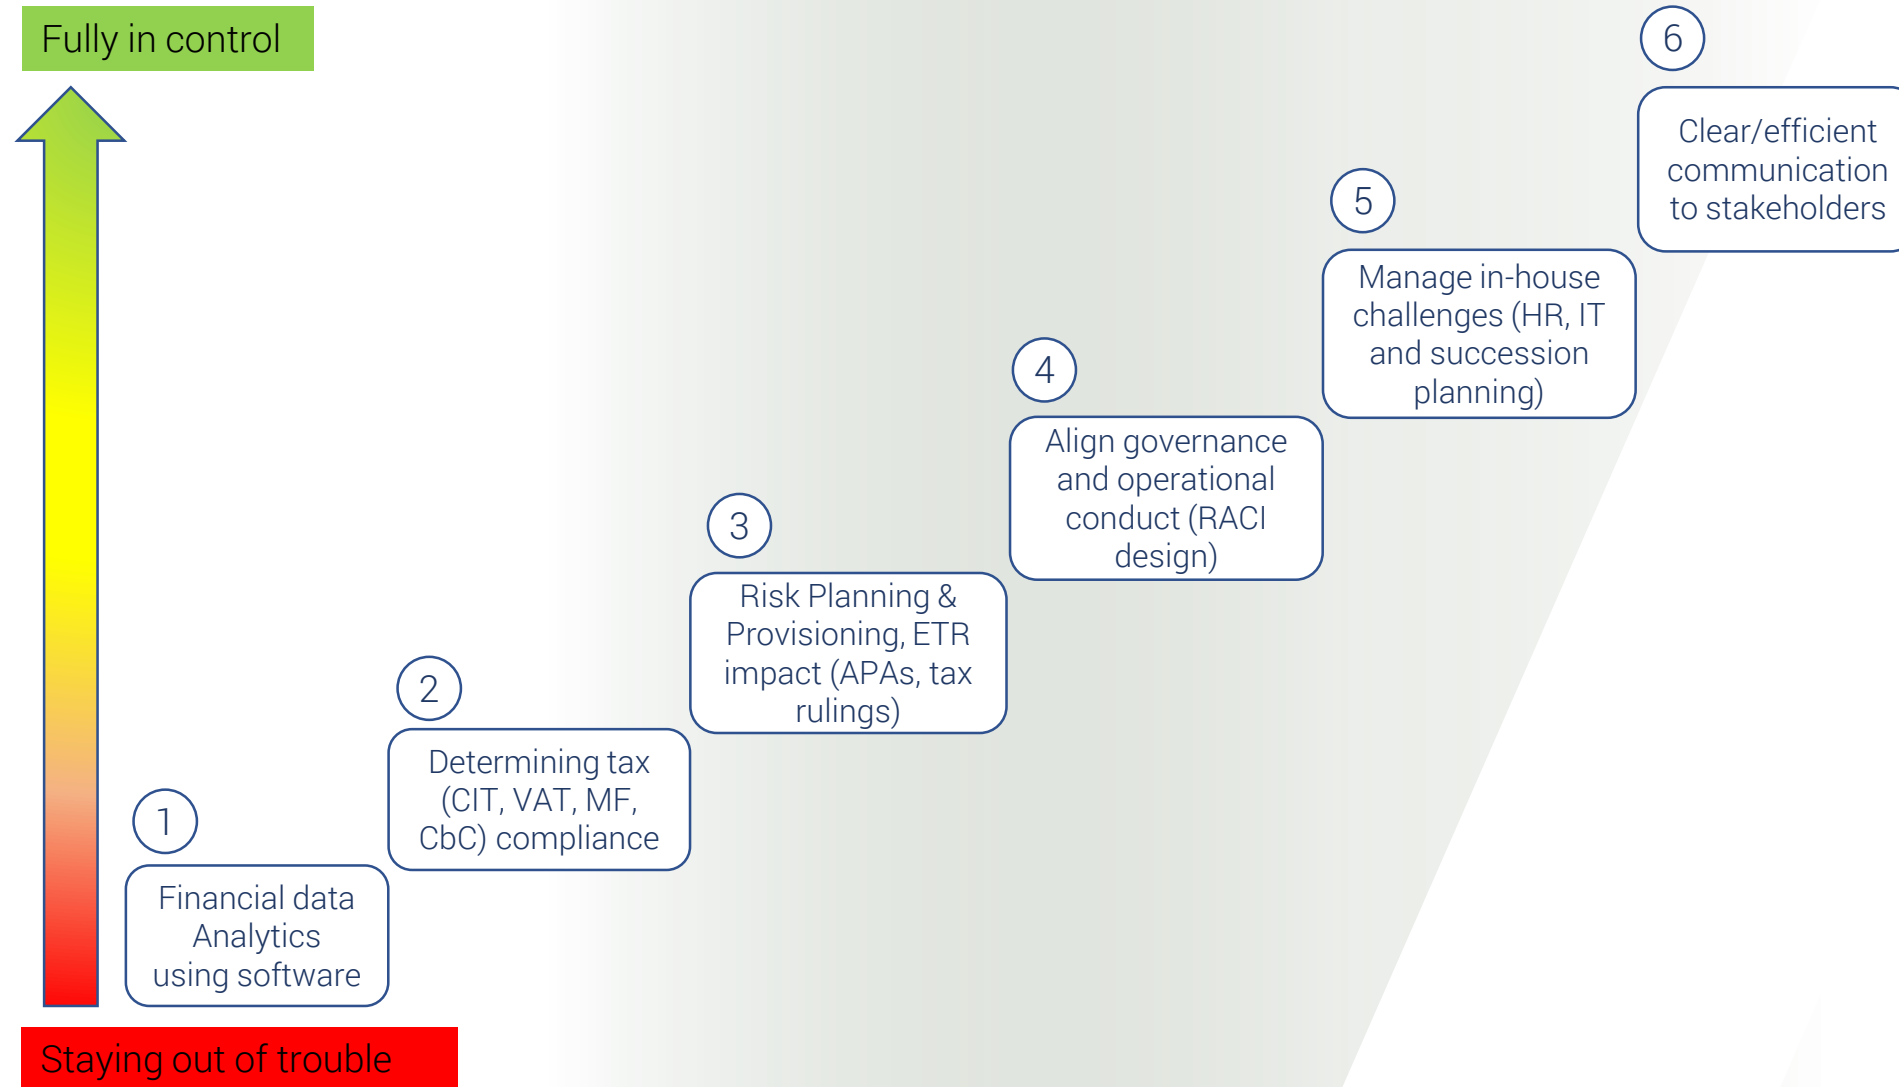 Fully in control
6
Clear/efficient
communication
to stakeholders
5
Manage in-house
challenges (HR, IT
and succession
planning)
4
Align governance
and operational
conduct (RACI
design)
3
Risk Planning &
Provisioning, ETR
impact (APAs, tax
rulings)
2
Determining tax
(CIT, VAT, MF,
CbC) compliance
1
Financial data
Analytics
using software
Staying out of trouble